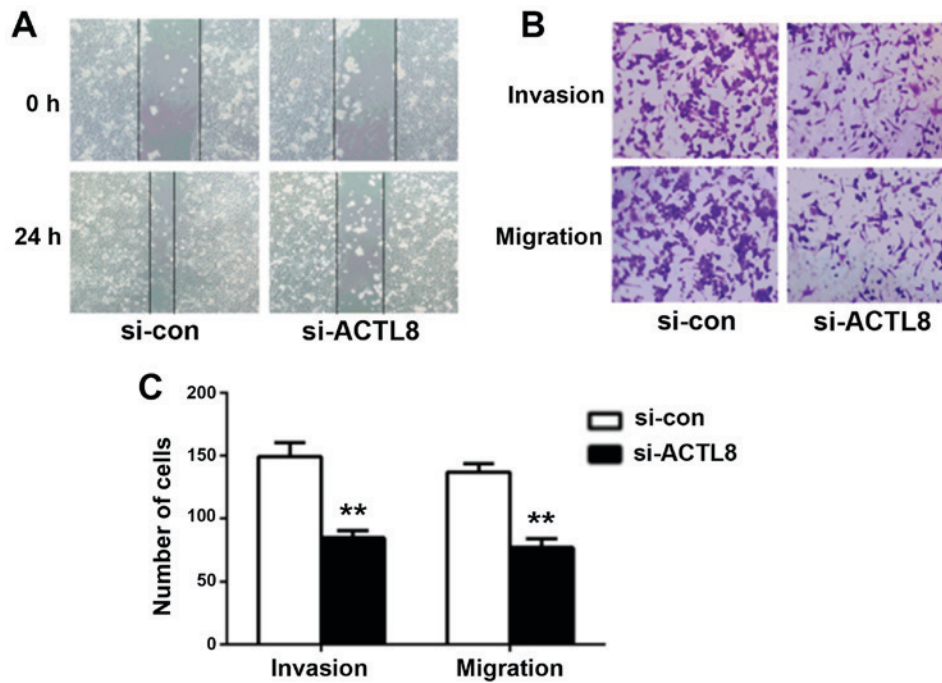 A
0 h
24 h
si-con
si-ACTL8
B
Invasion
Migration
si-con
si-ACTL8
C
Number of cells
200
150
100
50
0
**
**
Invasion
Migration
si-con
si-ACTL8